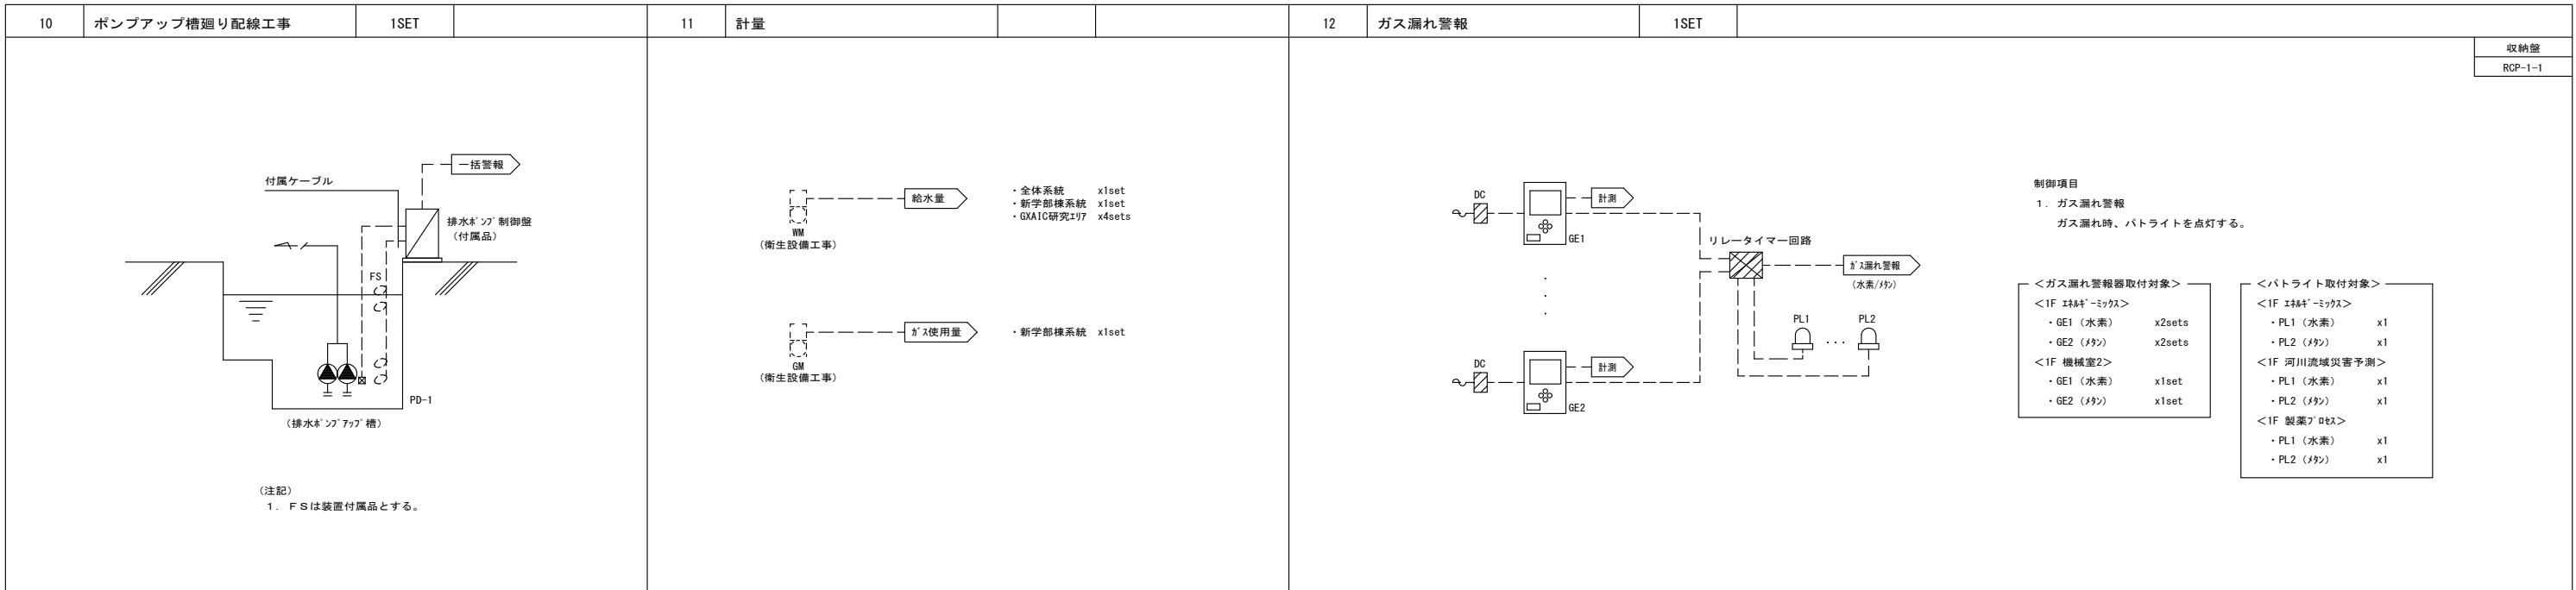 10 ポンプアップ槽廻り配線工事 1SET
一括警報
付属ケーブル
排水ﾎﾟﾝﾌﾟ制御盤
(付属品)
FS
PD-1
(排水ﾎﾟﾝﾌﾟｱｯﾌﾟ槽)
(注記)
1. FSは装置付属品とする。
11 計量
給水量
・全体系統 x1set
・新学部棟系統 x1set
・GXAIC研究ｴﾘｱ x4sets
WM
(衛生設備工事)
ｶﾞｽ使用量
・新学部棟系統 x1set
GM
(衛生設備工事)
12 ガス漏れ警報 1SET
収納盤
RCP-1-1
DC
計測
GE1
リレータイマー回路
ｶﾞｽ漏れ警報
(水素/ﾒﾀﾝ)
PL1 ... PL2
DC
計測
GE2
制御項目
1. ガス漏れ警報
ガス漏れ時、パトライトを点灯する。
<ガス漏れ警報器取付対象>
<1F ｴﾈﾙｷﾞｰﾐｯｸｽ>
・GE1(水素) x2sets
・GE2(ﾒﾀﾝ) x2sets
<1F 機械室2>
・GE1(水素) x1set
・GE2(ﾒﾀﾝ) x1set
<パトライト取付対象>
<1F ｴﾈﾙｷﾞｰﾐｯｸｽ>
・PL1(水素) x1
・PL2(ﾒﾀﾝ) x1
<1F 河川流域災害予測>
・PL1(水素) x1
・PL2(ﾒﾀﾝ) x1
<1F 製薬ﾌﾟﾛｾｽ>
・PL1(水素) x1
・PL2(ﾒﾀﾝ) x1